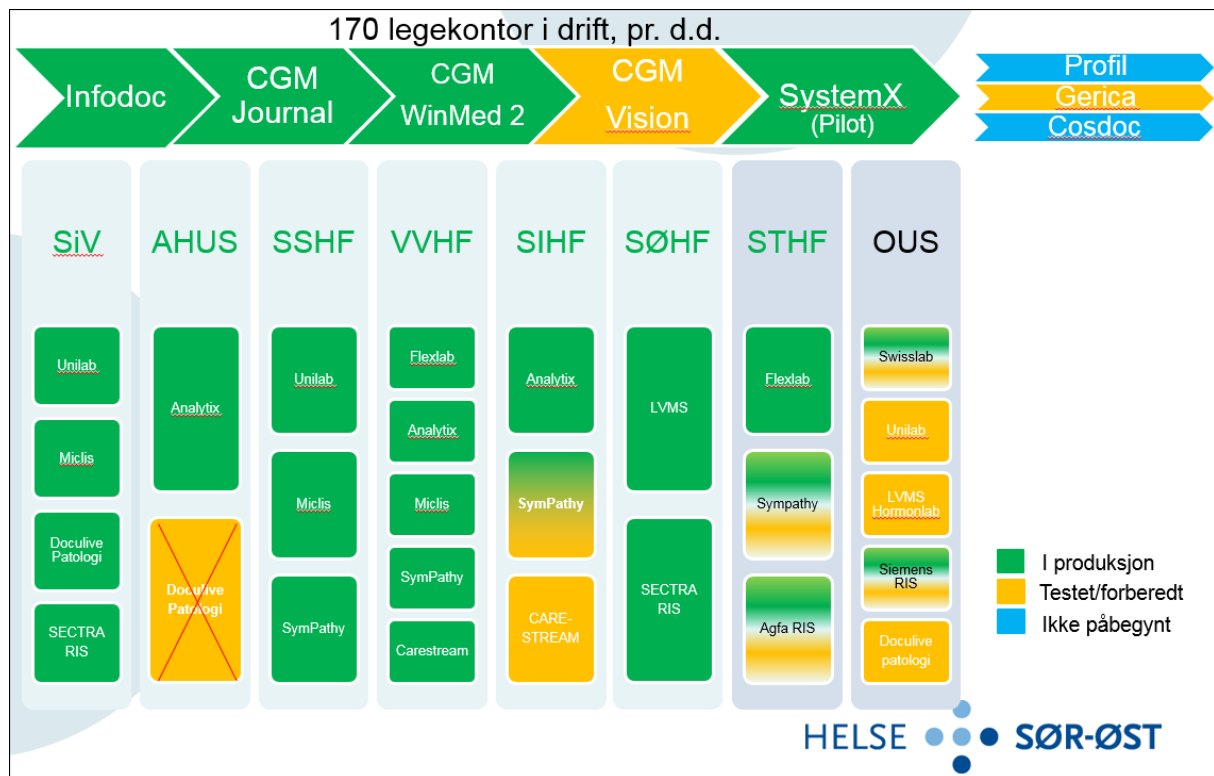 170 legekontor i drift, pr. d.d.
Infodoc
CGM
Journal
CGM
WinMed 2
CGM
Vision
SystemX
(Pilot)
Profil
Gerica
Cosdoc
SiV
Unilab
Miclis
Doculive
Patologi
SECTRA
RIS
AHUS
Analytix
Doculive
Patologi
SSHF
Unilab
Miclis
SymPathy
VVHF
Flexlab
Analytix
Miclis
SymPathy
Carestream
SIHF
Analytix
SymPathy
CARE-
STREAM
SØHF
LVMS
SECTRA
RIS
STHF
Flexlab
Sympathy
Agfa RIS
OUS
Swisslab
Unilab
LVMS
Hormonlab
Siemens
RIS
Doculive
patologi
I produksjon
Testet/forberedt
Ikke påbegynt
HELSE SØR-ØST